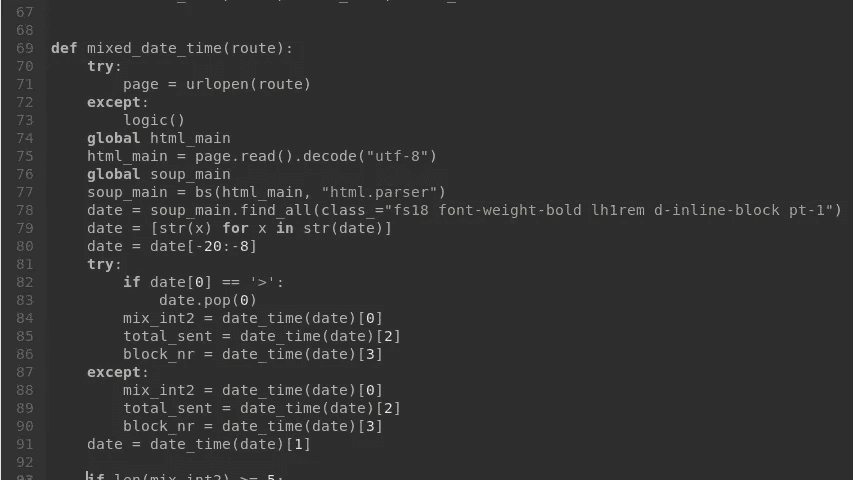 67
68
69 def mixed_date_time(route):
70     try:
71         page = urlopen(route)
72     except:
73         logic()
74     global html_main
75     html_main = page.read().decode("utf-8")
76     global soup_main
77     soup_main = bs(html_main, "html.parser")
78     date = soup_main.find_all(class_="fs18 font-weight-bold lh1rem d-inline-block pt-1")
79     date = [str(x) for x in str(date)]
80     date = date[-20:-8]
81     try:
82         if date[0] == '>':
83             date.pop(0)
84         mix_int2 = date_time(date)[0]
85         total_sent = date_time(date)[2]
86         block_nr = date_time(date)[3]
87     except:
88         mix_int2 = date_time(date)[0]
89         total_sent = date_time(date)[2]
90         block_nr = date_time(date)[3]
91     date = date_time(date)[1]
92
93     if len(mix_int2) >= 5: